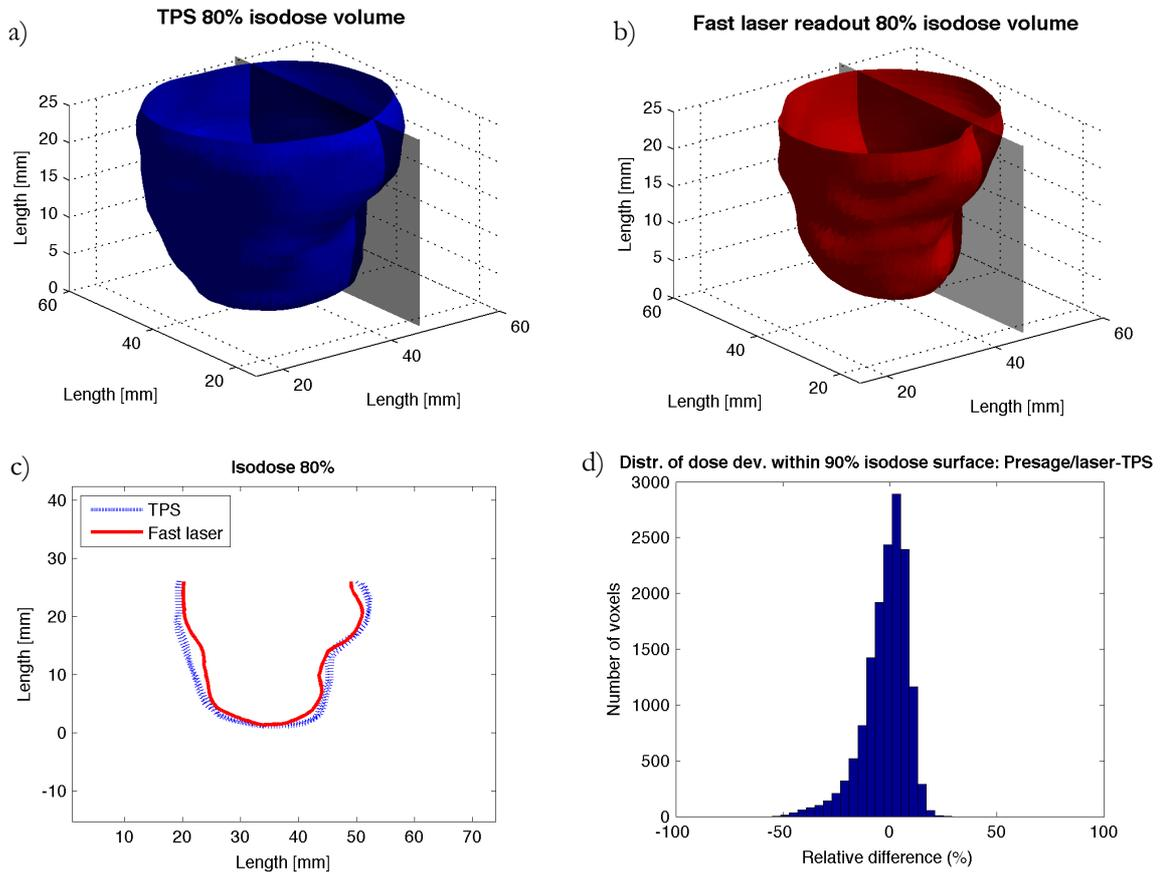 a)
TPS 80% isodose volume
25
20
15
10
5
0
Length [mm]
60
40
20
Length [mm]
20
40
60
Length [mm]
b)
Fast laser readout 80% isodose volume
25
20
15
10
5
0
Length [mm]
60
40
20
Length [mm]
20
40
60
Length [mm]
c)
Isodose 80%
TPS
Fast laser
40
30
20
10
0
-10
Length [mm]
10 20 30 40 50 60 70
Length [mm]
d)
Distr. of dose dev. within 90% isodose surface: Presage/laser-TPS
3000
2500
2000
1500
1000
500
0
Number of voxels
-100 -50 0 50 100
Relative difference (%)